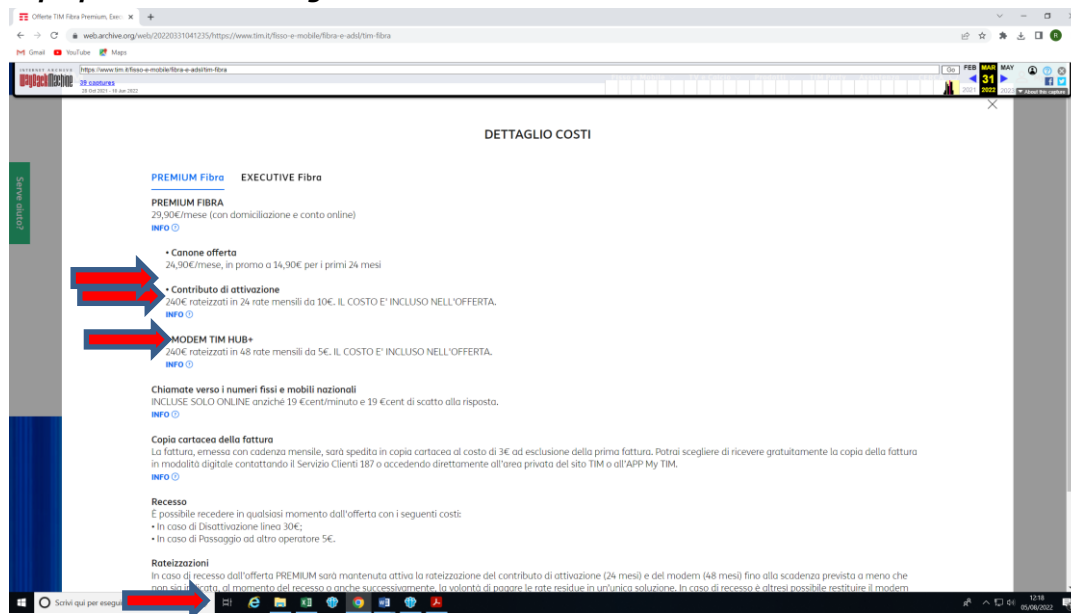 Offerte TIM Fibra Premium, Exec
web.archive.org/web/20220331041235/https://www.tim.it/fisso-e-mobile/fibra-e-adsl/tim-fibra
Gmail YouTube Maps
INTERNET ARCHIVE
WayBackMachine
https://www.tim.it/fisso-e-mobile/fibra-e-adsl/tim-fibra
Go
FEB MAR MAY
39 captures
31
2021 2022 2023
About this capture
DETTAGLIO COSTI
Serve aiuto?
PREMIUM Fibra EXECUTIVE Fibra
PREMIUM FIBRA
29,90€/mese (con domiciliazione e conto online)
INFO
• Canone offerta
24,90€/mese, in promo a 14,90€ per i primi 24 mesi
• Contributo di attivazione
240€ rateizzati in 24 rate mensili da 10€. IL COSTO E' INCLUSO NELL'OFFERTA.
INFO
MODEM TIM HUB+
240€ rateizzati in 48 rate mensili da 5€. IL COSTO E' INCLUSO NELL'OFFERTA.
INFO
Chiamate verso i numeri fissi e mobili nazionali
INCLUSE SOLO ONLINE anziché 19 €cent/minuto e 19 €cent di scatto alla risposta.
INFO
Copia cartacea della fattura
La fattura, emessa con cadenza mensile, sarà spedita in copia cartacea al costo di 3€ ad esclusione della prima fattura. Potrai scegliere di ricevere gratuitamente la copia della fattura
in modalità digitale contattando il Servizio Clienti 187 o accedendo direttamente all'area privata del sito TIM o all'APP My TIM.
INFO
Recesso
È possibile recedere in qualsiasi momento dall'offerta con i seguenti costi:
• In caso di Disattivazione linea 30€;
• In caso di Passaggio ad altro operatore 5€.
Rateizzazioni
In caso di recesso dall'offerta PREMIUM sarà mantenuta attiva la rateizzazione del contributo di attivazione (24 mesi) e del modem (48 mesi) fino alla scadenza prevista a meno che
non sia indicata, al momento del recesso o anche successivamente, la volontà di pagare le rate residue in un'unica soluzione. In caso di recesso è altresì possibile restituire il modem
Scrivi qui per esegui
12:18
05/08/2022